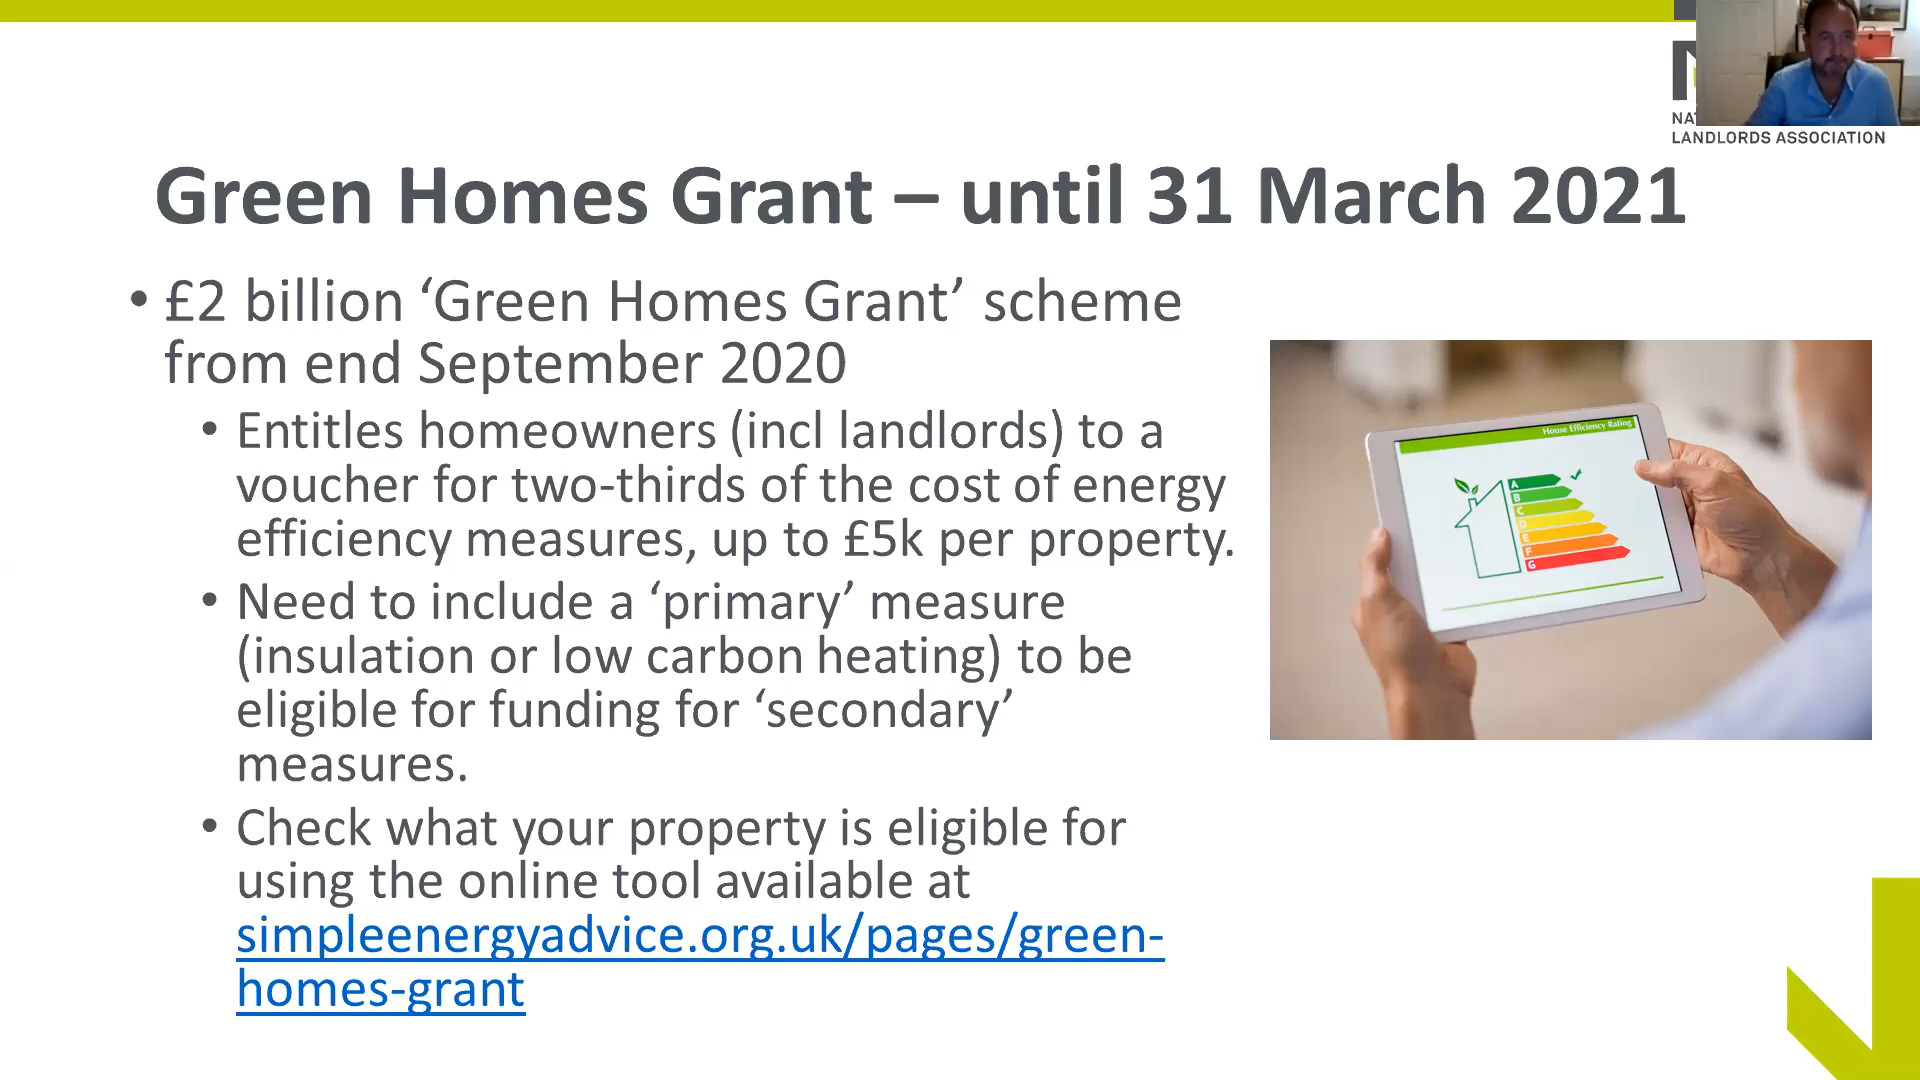 NA
LANDLORDS ASSOCIATION
Green Homes Grant – until 31 March 2021
• £2 billion ‘Green Homes Grant’ scheme
from end September 2020
• Entitles homeowners (incl landlords) to a
voucher for two-thirds of the cost of energy
efficiency measures, up to £5k per property.
• Need to include a ‘primary’ measure
(insulation or low carbon heating) to be
eligible for funding for ‘secondary’
measures.
• Check what your property is eligible for
using the online tool available at
simpleenergyadvice.org.uk/pages/green-
homes-grant
House Efficiency Rating
A
B
C
D
E
F
G